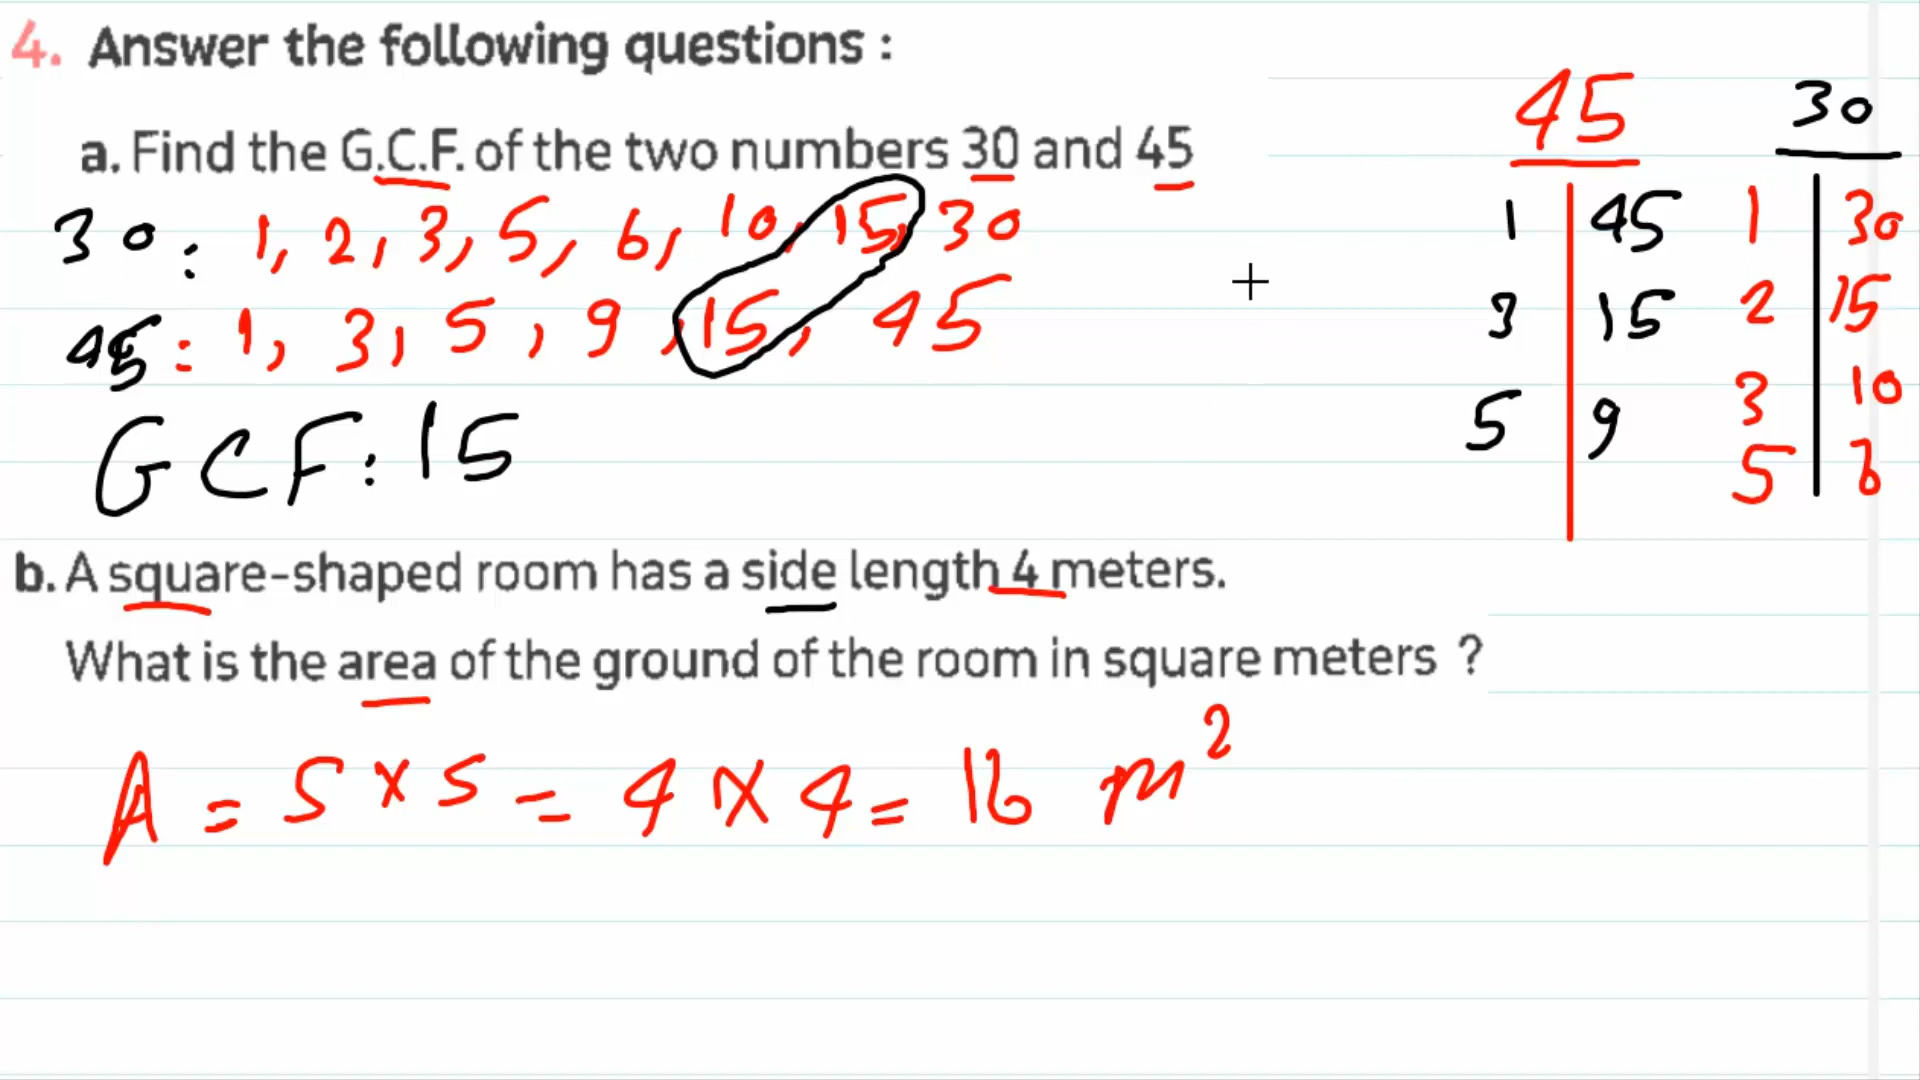 4. Answer the following questions :
a. Find the G.C.F. of the two numbers 30 and 45
30: 1, 2, 3, 5, 6, 10, 15, 30
45: 1, 3, 5, 9, 15, 45
GCF: 15
45
1 45
3 15
5 9
30
1 30
2 15
3 10
5 6
b. A square-shaped room has a side length 4 meters.
What is the area of the ground of the room in square meters ?
A = S × S = 4 × 4 = 16 m²